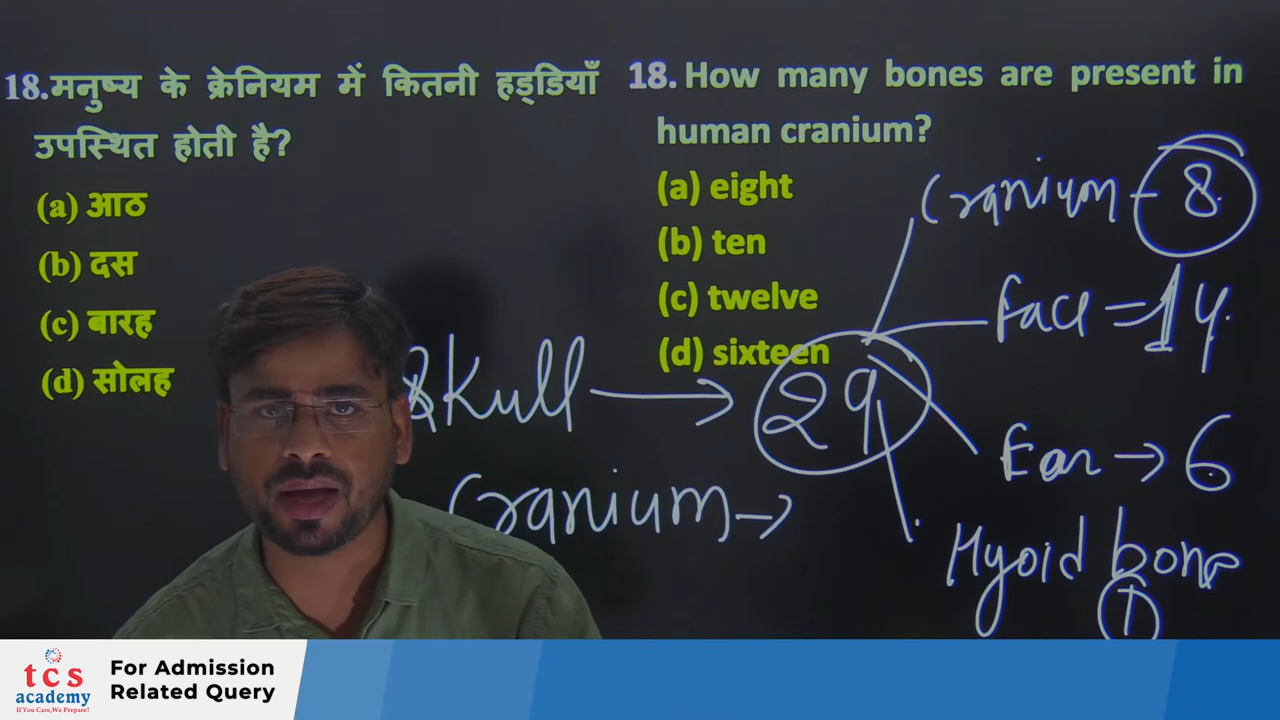 18.मनुष्य के क्रेनियम में कितनी हड्डियाँ
उपस्थित होती है?
(a) आठ
(b) दस
(c) बारह
(d) सोलह
18. How many bones are present in
human cranium?
(a) eight
(b) ten
(c) twelve
(d) sixteen
Cranium - 8
Face = 14
Skull → 29
Ear → 6
Cranium →
Hyoid bone
1
tcs
academy
If You Care,We Prepare!
For Admission
Related Query